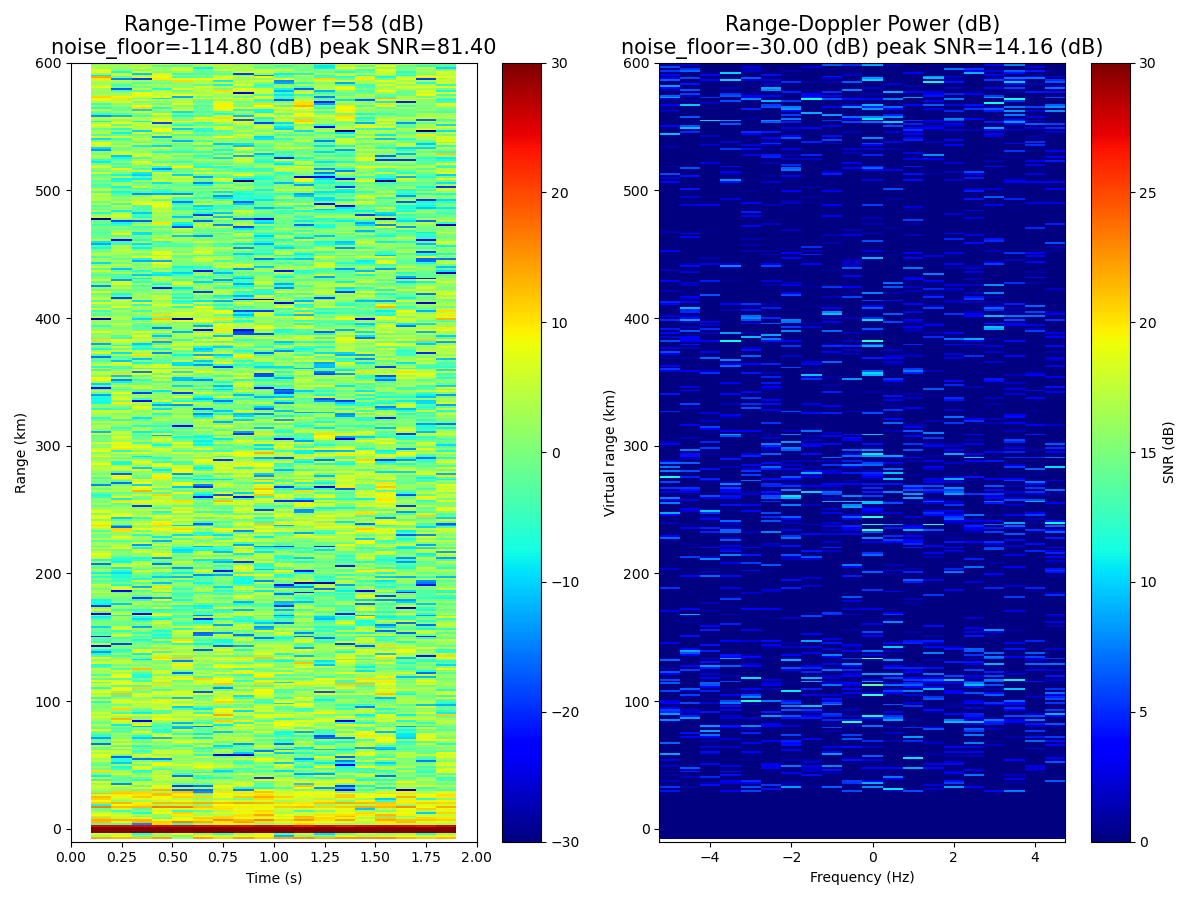 Range-Time Power f=58 (dB)
noise_floor=-114.80 (dB) peak SNR=81.40
Range-Doppler Power (dB)
noise_floor=-30.00 (dB) peak SNR=14.16 (dB)
600
500
400
300
200
100
0
Range (km)
0.00 0.25 0.50 0.75 1.00 1.25 1.50 1.75 2.00
Time (s)
30
20
10
0
−10
−20
−30
600
500
400
300
200
100
0
Virtual range (km)
−4 −2 0 2 4
Frequency (Hz)
30
25
20
15
10
5
0
SNR (dB)